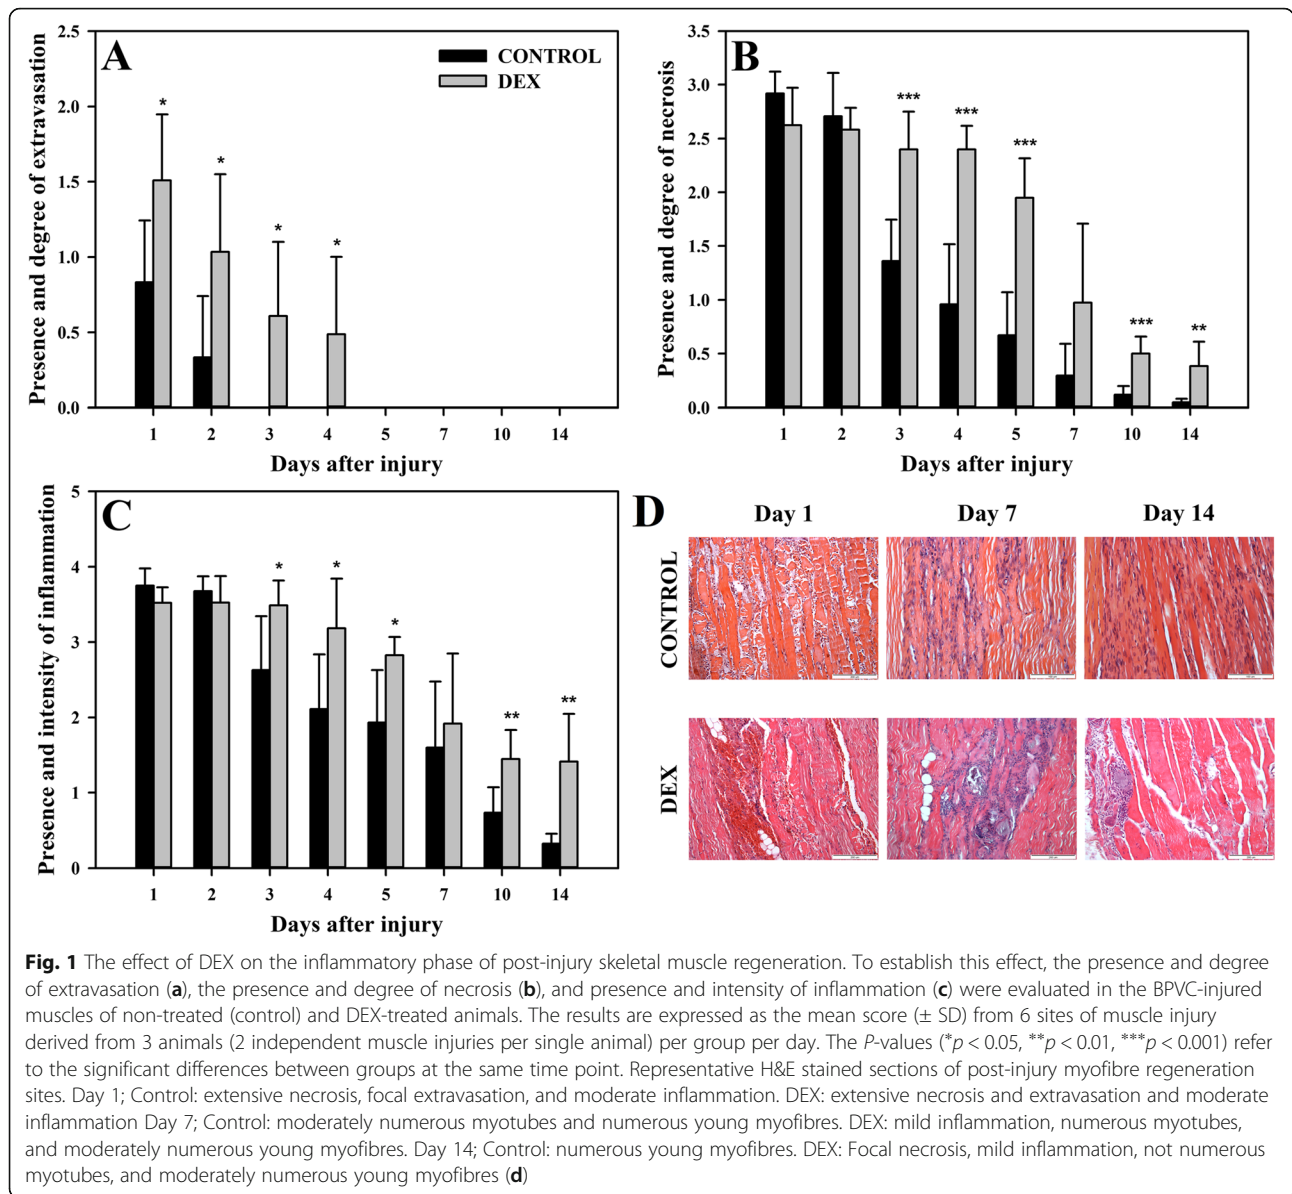 A
CONTROL
DEX
Presence and degree of extravasation
2.5
2.0
1.5
1.0
0.5
0.0
* * * *
1 2 3 4 5 7 10 14
Days after injury
B
Presence and degree of necrosis
3.5
3.0
2.5
2.0
1.5
1.0
0.5
0.0
*** *** *** *** **
1 2 3 4 5 7 10 14
Days after injury
C
Presence and intensity of inflammation
5
4
3
2
1
0
* * * ** **
1 2 3 4 5 7 10 14
Days after injury
D
Day 1 Day 7 Day 14
CONTROL
DEX
Fig. 1 The effect of DEX on the inflammatory phase of post-injury skeletal muscle regeneration. To establish this effect, the presence and degree
of extravasation (a), the presence and degree of necrosis (b), and presence and intensity of inflammation (c) were evaluated in the BPVC-injured
muscles of non-treated (control) and DEX-treated animals. The results are expressed as the mean score (± SD) from 6 sites of muscle injury
derived from 3 animals (2 independent muscle injuries per single animal) per group per day. The P-values (*p < 0.05, **p < 0.01, ***p < 0.001) refer
to the significant differences between groups at the same time point. Representative H&E stained sections of post-injury myofibre regeneration
sites. Day 1; Control: extensive necrosis, focal extravasation, and moderate inflammation. DEX: extensive necrosis and extravasation and moderate
inflammation Day 7; Control: moderately numerous myotubes and numerous young myofibres. DEX: mild inflammation, numerous myotubes,
and moderately numerous young myofibres. Day 14; Control: numerous young myofibres. DEX: Focal necrosis, mild inflammation, not numerous
myotubes, and moderately numerous young myofibres (d)